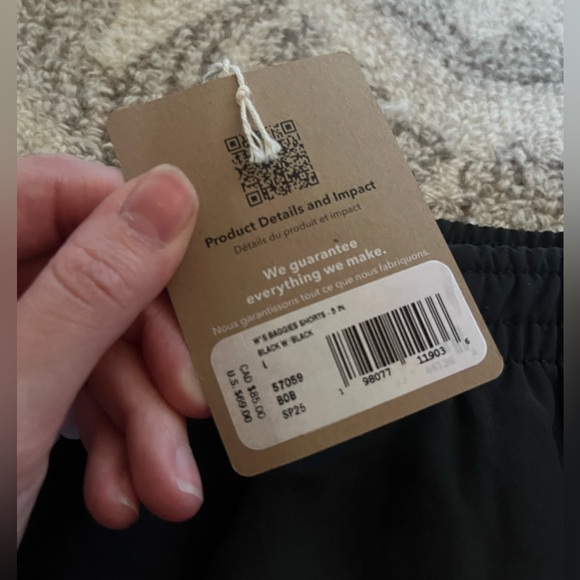 Product Details and Impact
Détails du produit et impact
We guarantee
everything we make.
Nous garantissons tout ce que nous fabriquons.
W'S BAGGIES SHORTS - 5 IN
BLACK W/BLACK
L
57059
BOB
SP25
CAD $85.00
U.S. $69.00
1 98077 11903 6